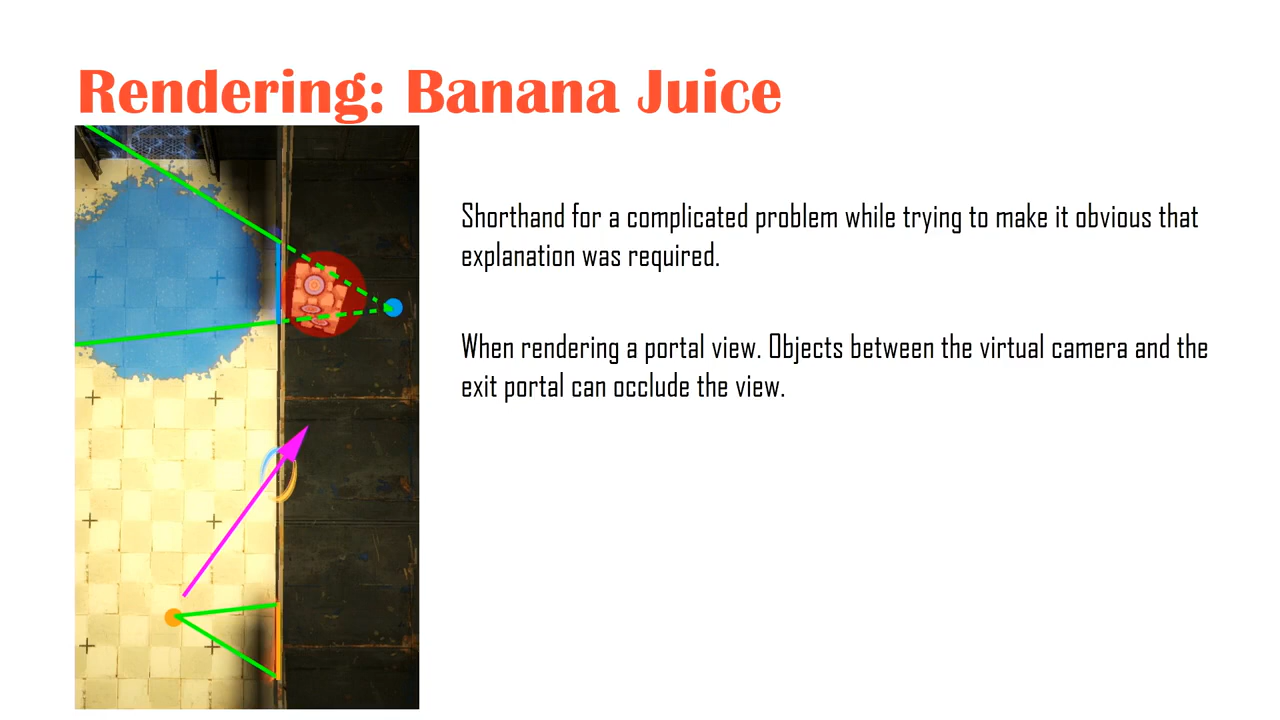 Rendering: Banana Juice
Shorthand for a complicated problem while trying to make it obvious that
explanation was required.
When rendering a portal view. Objects between the virtual camera and the
exit portal can occlude the view.